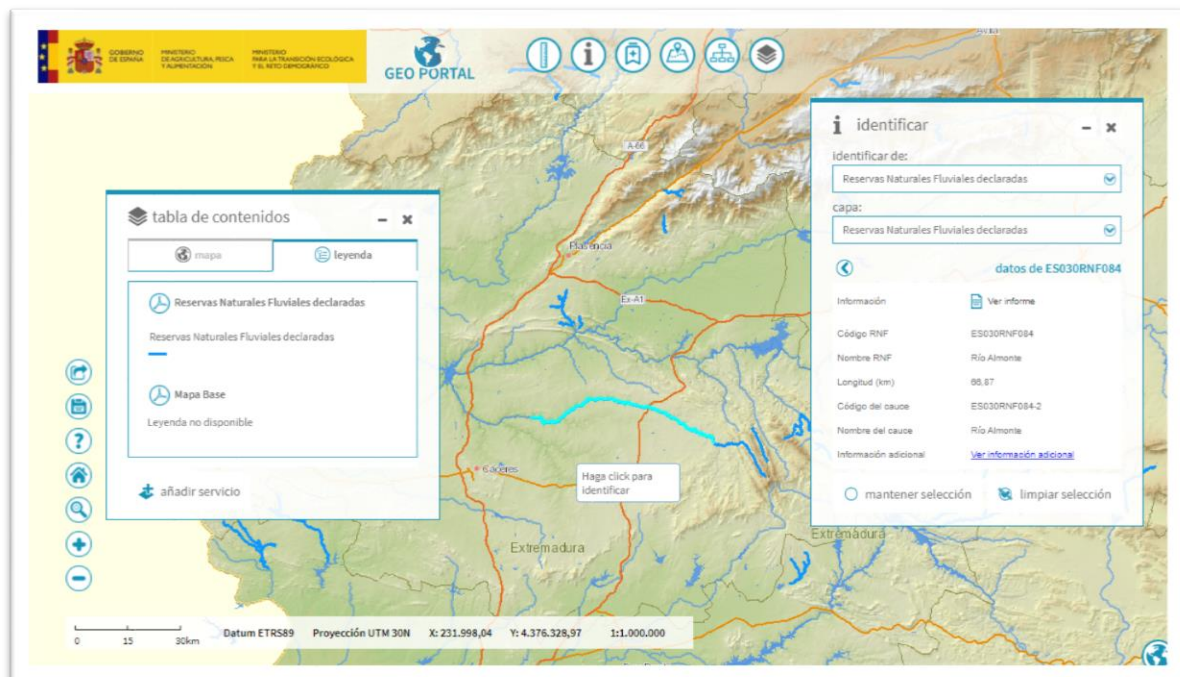 GOBIERNO
DE ESPAÑA
MINISTERIO
DE AGRICULTURA, PESCA
Y ALIMENTACIÓN
MINISTERIO
PARA LA TRANSICIÓN ECOLÓGICA
Y EL RETO DEMOGRÁFICO
GEO PORTAL
A-66
Plasencia
Ex-A1
Cáceres
Extremadura
Extremadura
tabla de contenidos
mapa
leyenda
Reservas Naturales Fluviales declaradas
Reservas Naturales Fluviales declaradas
Mapa Base
Leyenda no disponible
añadir servicio
Haga click para
identificar
identificar
identificar de:
Reservas Naturales Fluviales declaradas
capa:
Reservas Naturales Fluviales declaradas
datos de ES030RNF084
Información Ver informe
Código RNF ES030RNF084
Nombre RNF Río Almonte
Longitud (km) 66,87
Código del cauce ES030RNF084-2
Nombre del cauce Río Almonte
Información adicional Ver información adicional
mantener selección limpiar selección
0 15 30km Datum ETRS89 Proyección UTM 30N X: 231.998,04 Y: 4.376.328,97 1:1.000.000